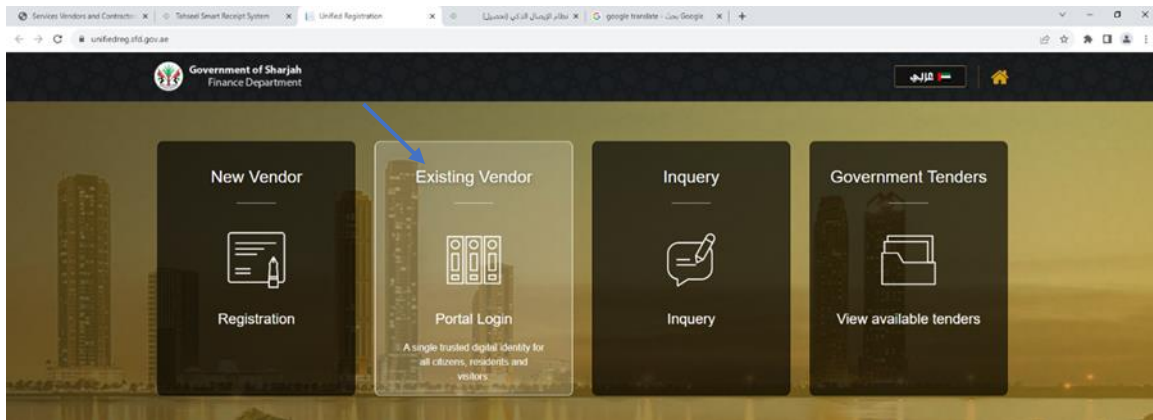 Services Vendors and Contractor
Tahseel Smart Receipt System
Unified Registration
نظام الإيصال الذكي (تحصيل)
google translate - بحث Google
unifiedreg.sfd.gov.ae
Government of Sharjah
Finance Department
عربي
New Vendor
Registration
Existing Vendor
Portal Login
A single trusted digital identity for
all citizens, residents and
visitors
Inquery
Inquery
Government Tenders
View available tenders